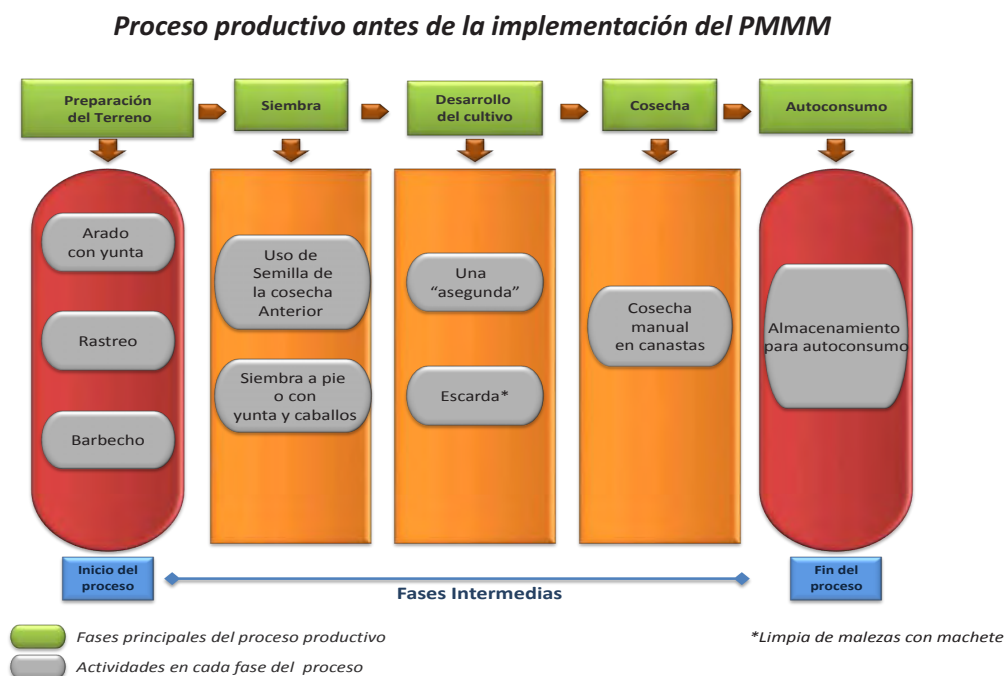 Proceso productivo antes de la implementación del PMMM
Preparación
del Terreno
Siembra
Desarrollo
del cultivo
Cosecha
Autoconsumo
Arado
con yunta
Rastreo
Barbecho
Uso de
Semilla de
la cosecha
Anterior
Siembra a pie
o con
yunta y caballos
Una
“asegunda”
Escarda*
Cosecha
manual
en canastas
Almacenamiento
para autoconsumo
Inicio del
proceso
Fases Intermedias
Fin del
proceso
Fases principales del proceso productivo
*Limpia de malezas con machete
Actividades en cada fase del proceso